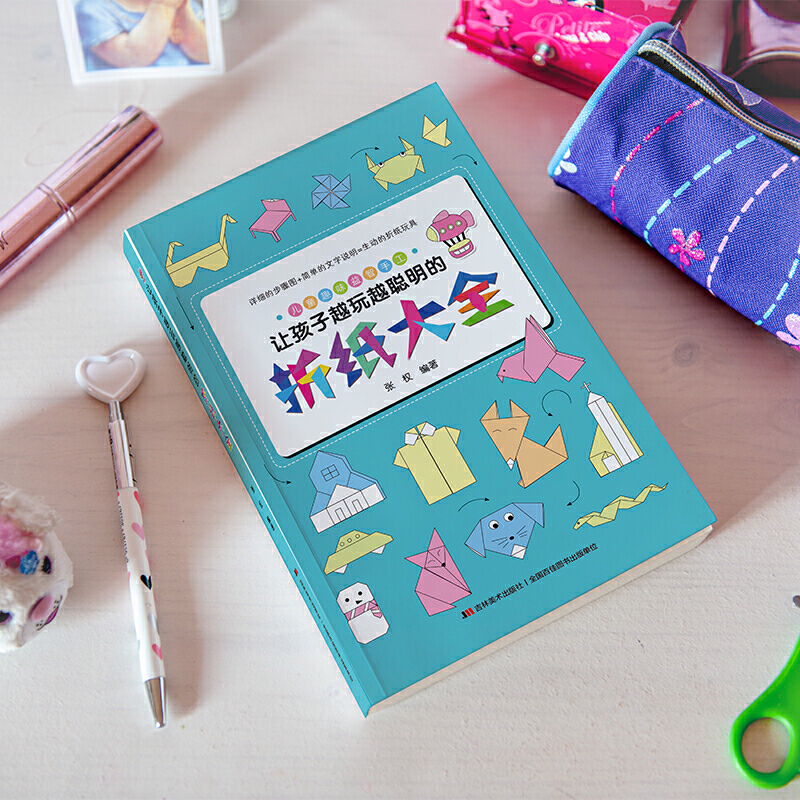 详细的步骤图+简单的文字说明=生动的折纸玩具
儿童趣味益智手工
让孩子越玩越聪明的
折纸大全
张 权 编著
吉林美术出版社 | 全国百佳图书出版单位